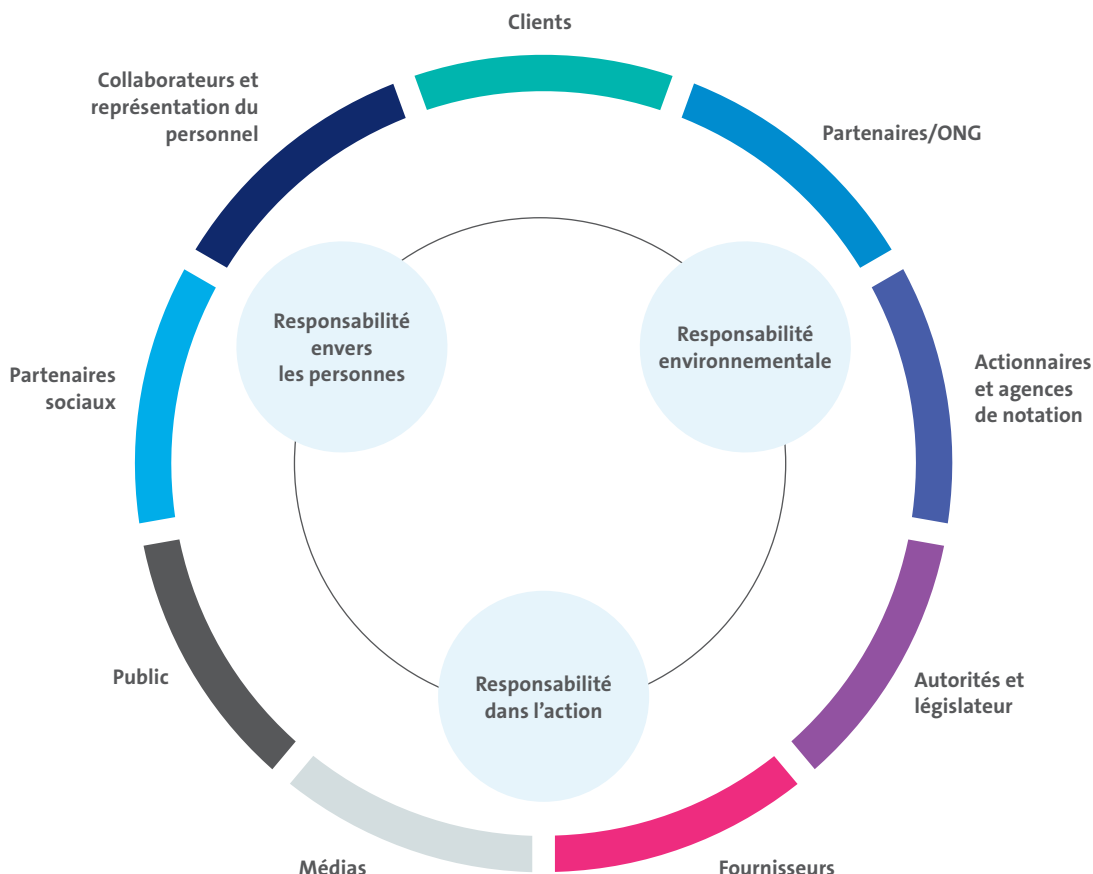 Clients
Collaborateurs et
représentation du
personnel
Partenaires/ONG
Responsabilité
envers
les personnes
Responsabilité
environnementale
Partenaires
sociaux
Actionnaires
et agences
de notation
Public
Responsabilité
dans l’action
Autorités et
législateur
Médias
Fournisseurs